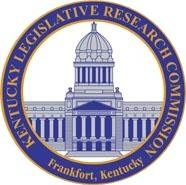 KENTUCKY LEGISLATIVE RESEARCH COMMISSION
Frankfort, Kentucky